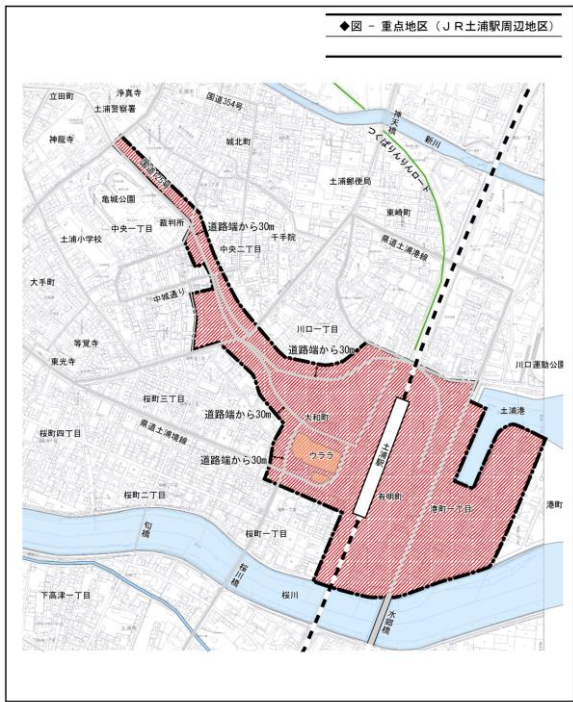 ◆図 － 重点地区（ＪＲ土浦駅周辺地区）
立田町
浄真寺
土浦警察署
国道354号
神龍寺
城北町
神天橋
新川
つくばりんりんロード
国道125号
土浦郵便局
亀城公園
裁判所
道路端から30m
東崎町
中央一丁目
千手院
中央二丁目
土浦小学校
県道土浦港線
大手町
中城通り
等覚寺
川口一丁目
道路端から30m
東光寺
川口運動公園
桜町三丁目
土浦港
道路端から30m
大和町
県道土浦境線
桜町四丁目
ウララ
土浦駅
道路端から30m
桜町二丁目
有明町
港町一丁目
港町
匂橋
桜町一丁目
桜川橋
下高津一丁目
桜川
水郷橋